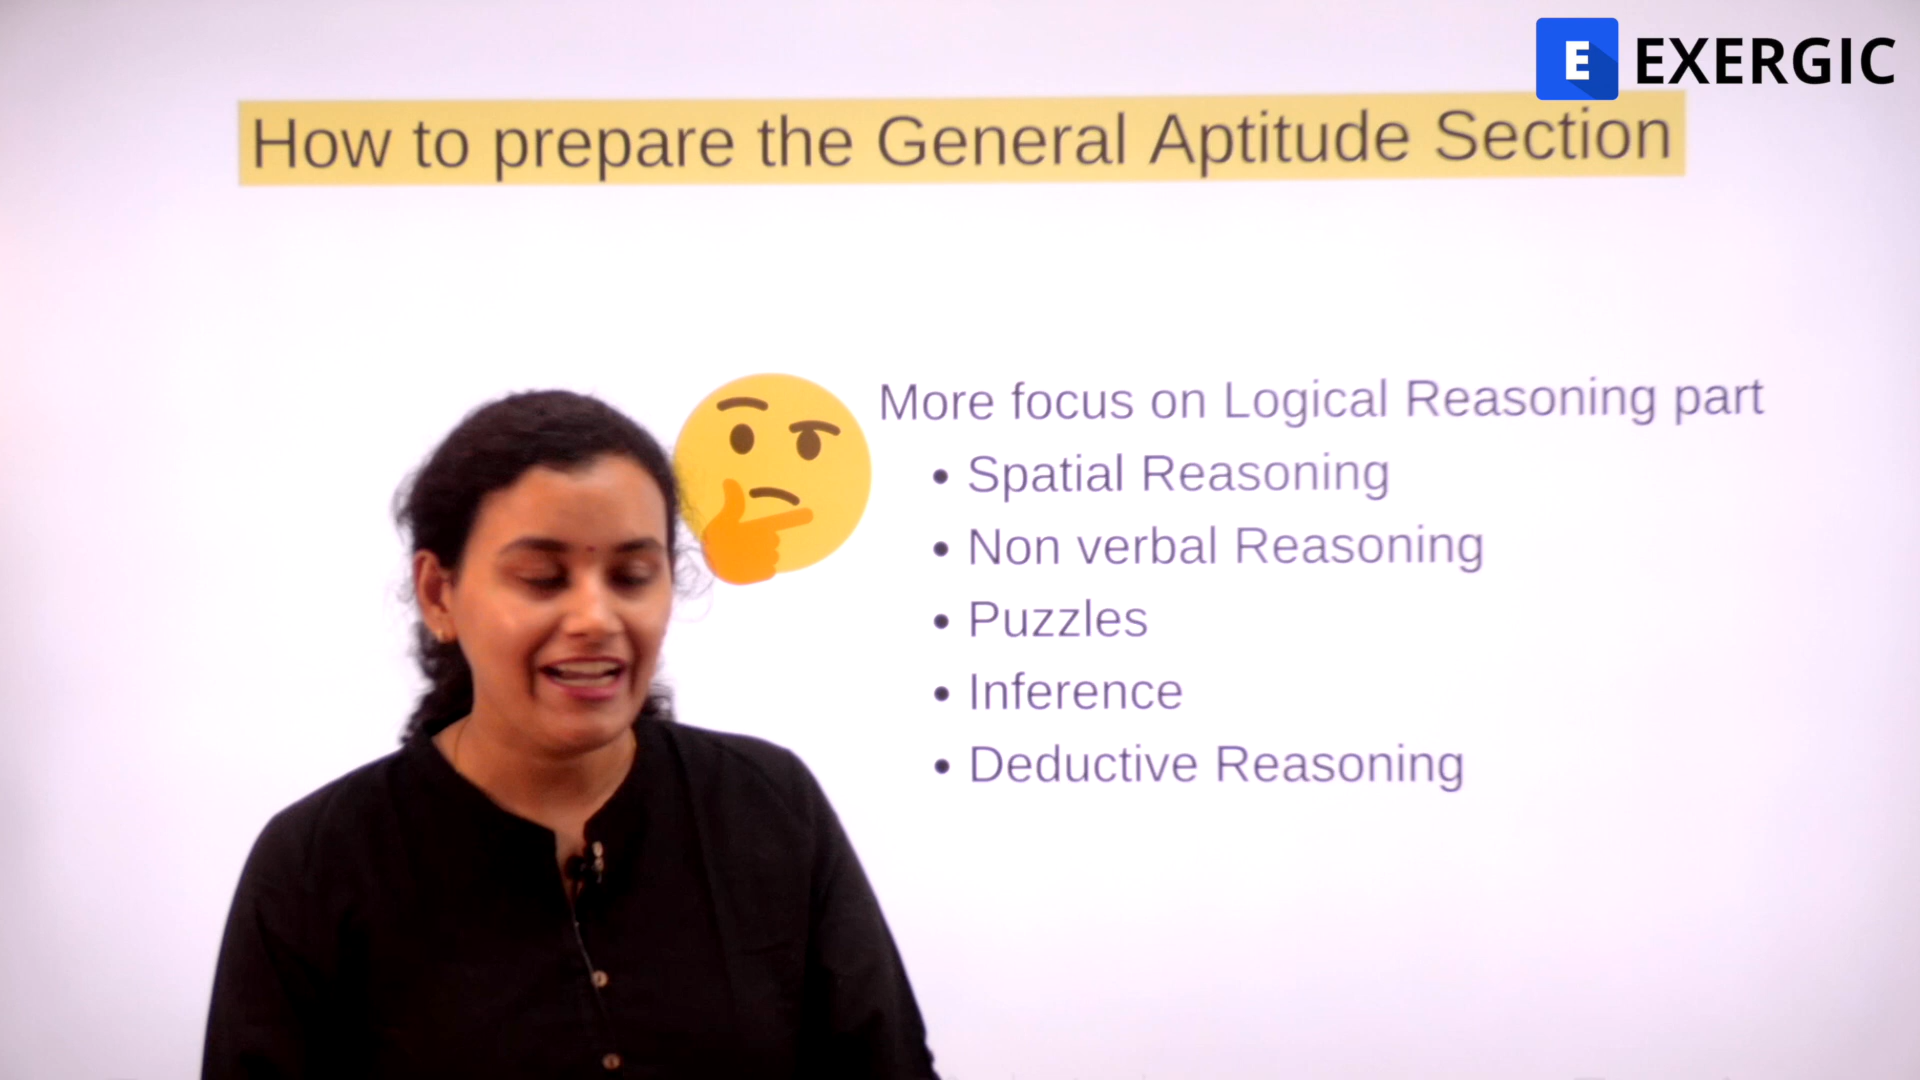 E EXERGIC
How to prepare the General Aptitude Section
More focus on Logical Reasoning part
• Spatial Reasoning
• Non verbal Reasoning
• Puzzles
• Inference
• Deductive Reasoning